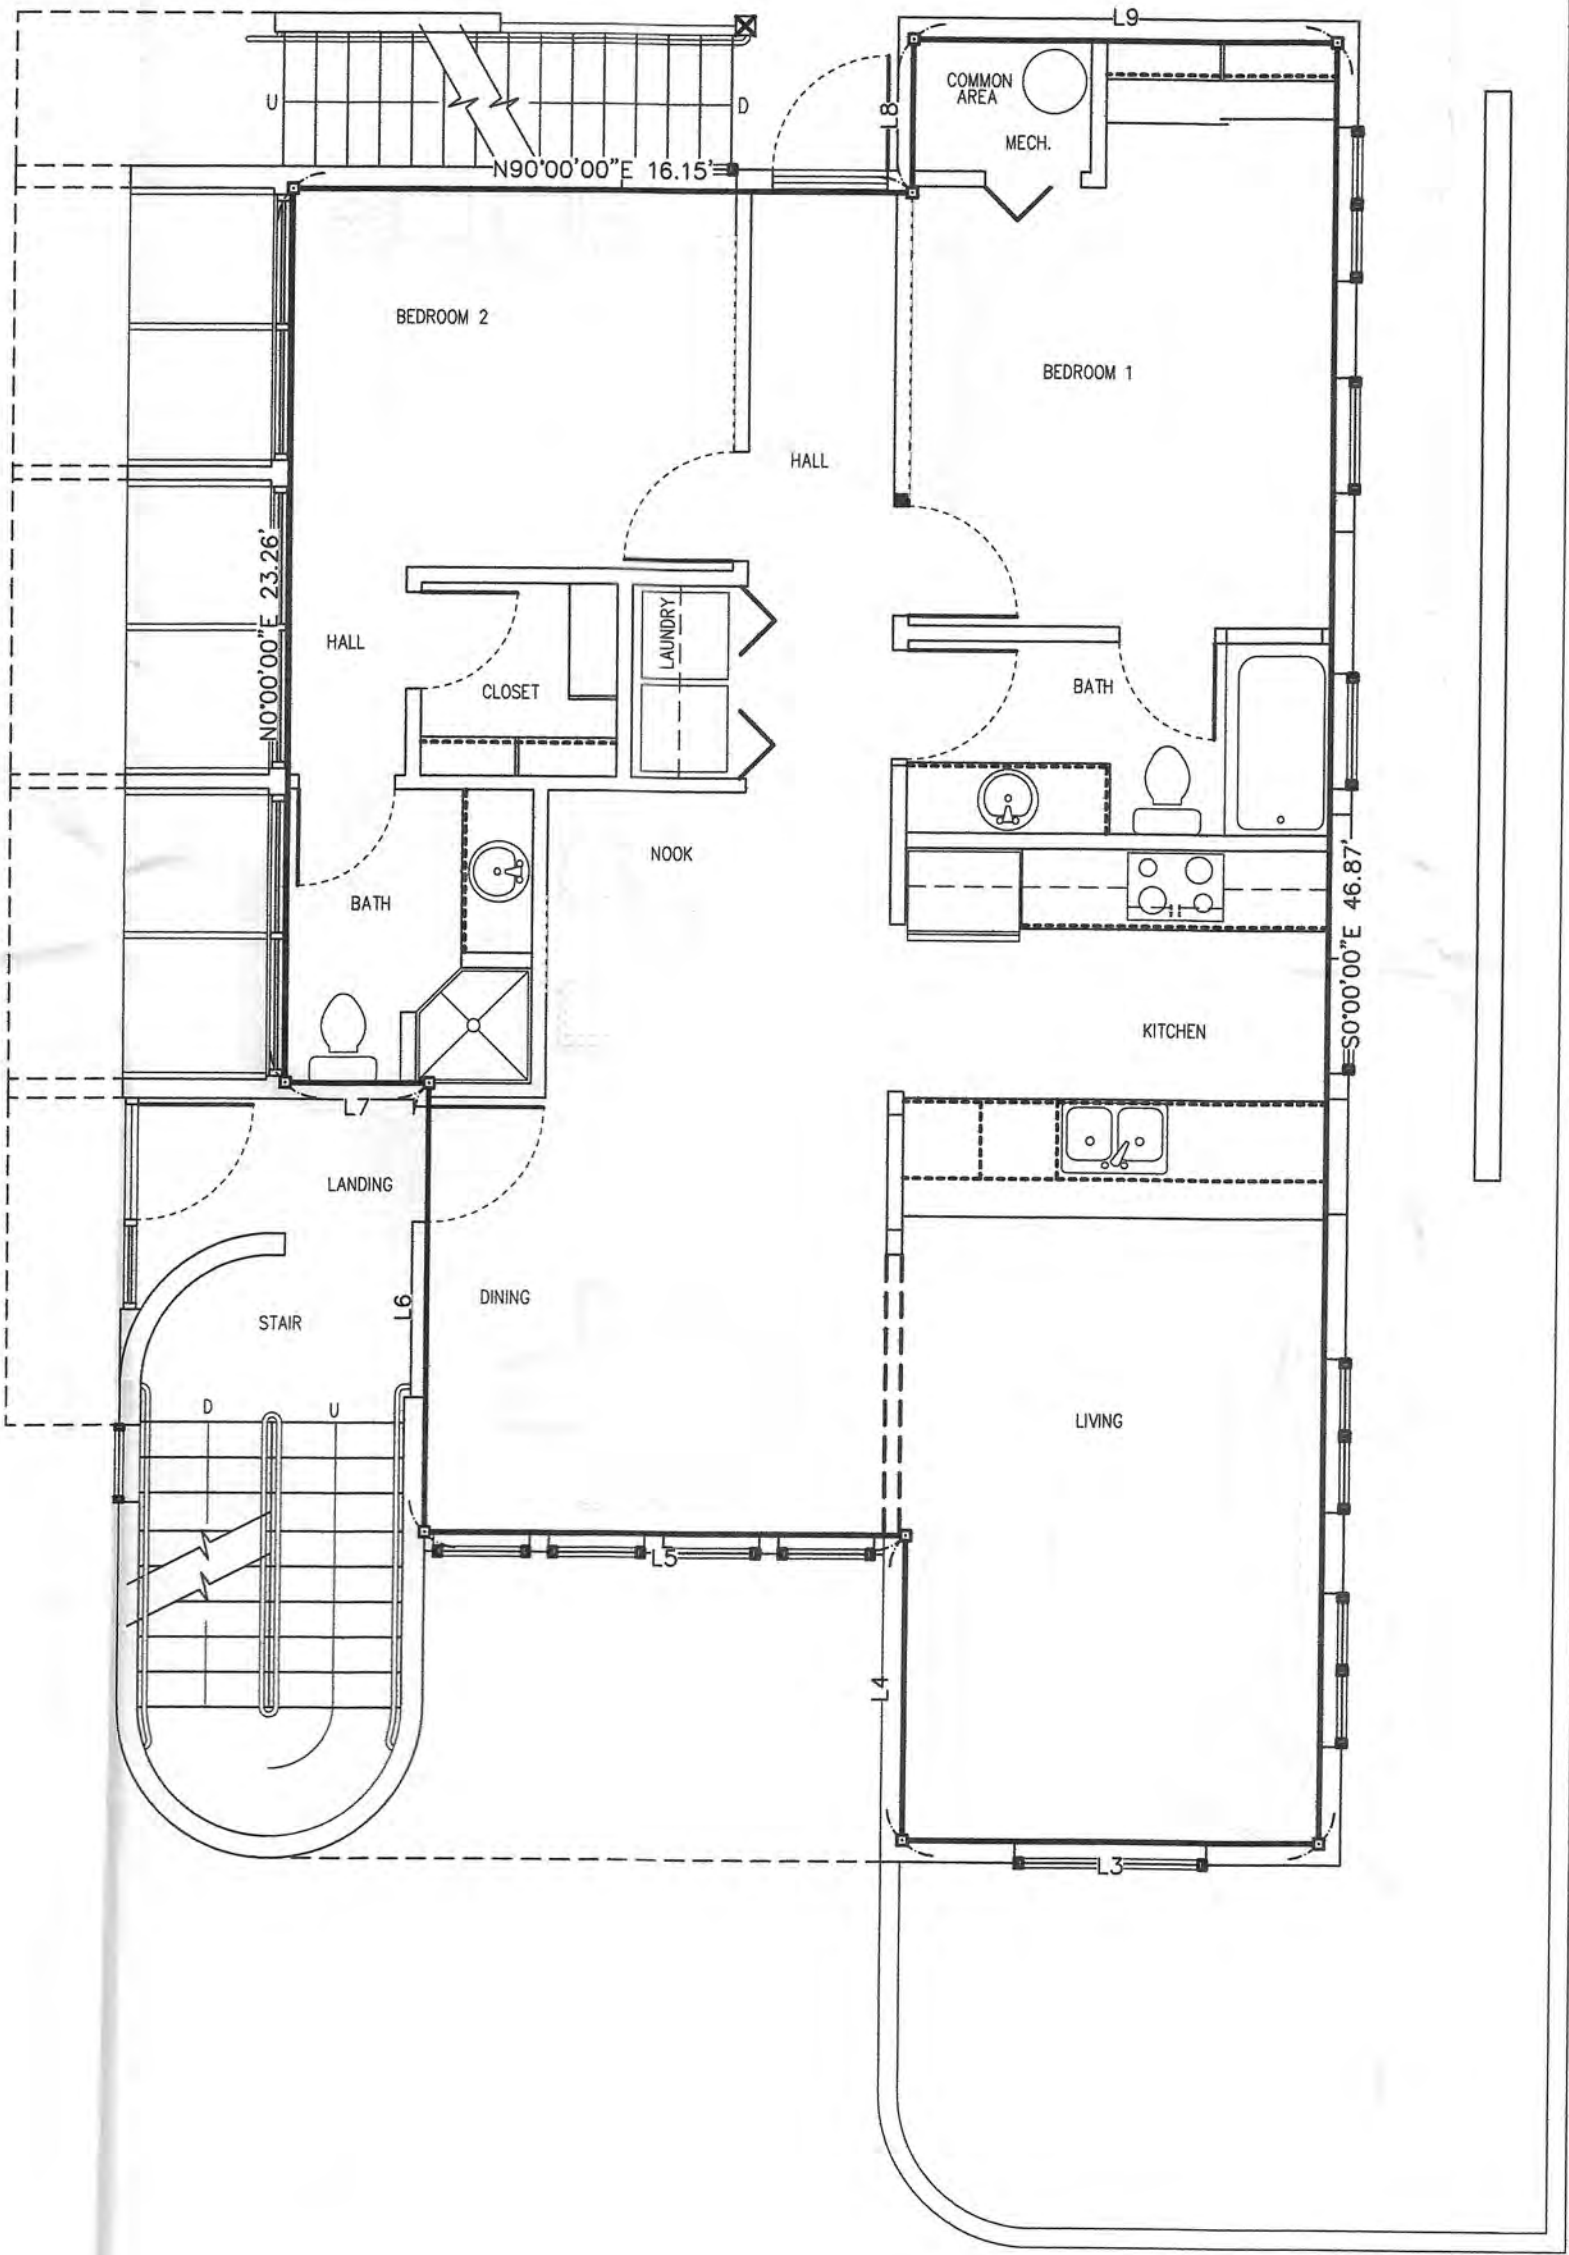 L9
COMMON
AREA
MECH.
L8
U
D
N90°00'00"E 16.15'
BEDROOM 2
BEDROOM 1
HALL
N0°00'00"E 23.26'
HALL
LAUNDRY
CLOSET
BATH
NOOK
BATH
S0°00'00"E 46.87'
KITCHEN
L7
LANDING
L6
DINING
STAIR
D
U
LIVING
L5
L4
L3